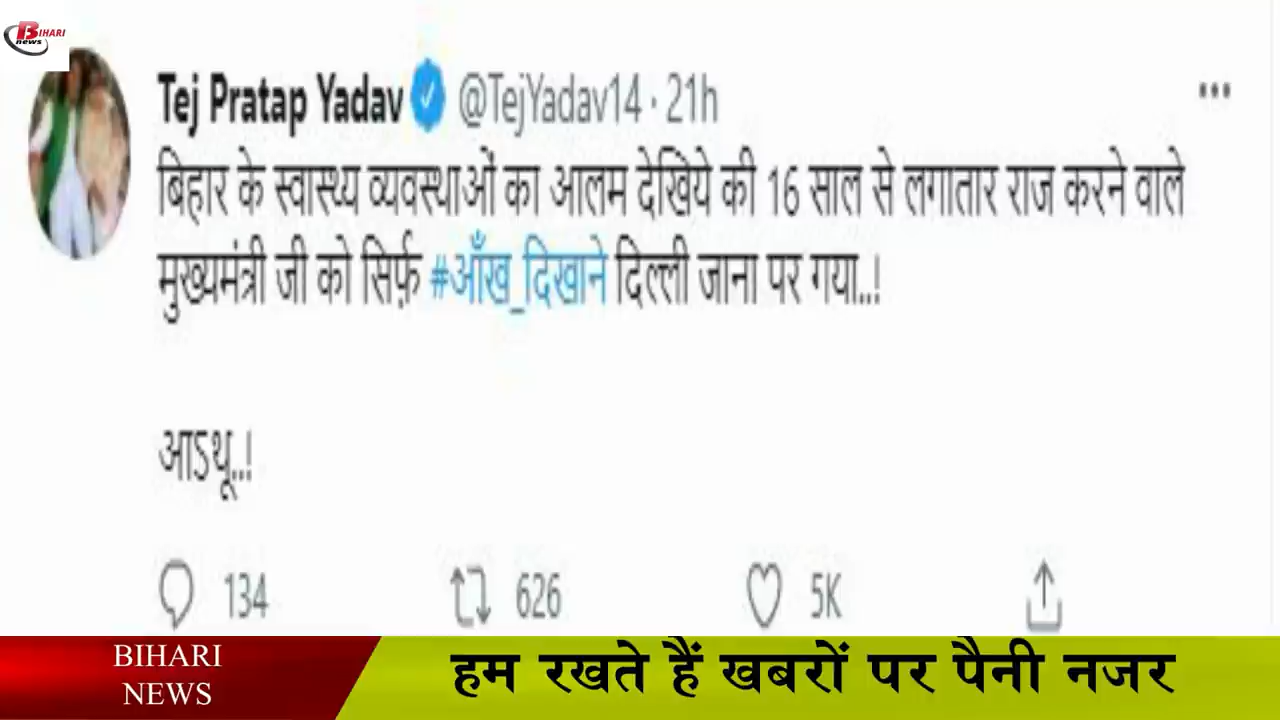 BIHARI
news
Tej Pratap Yadav @TejYadav14 · 21h
बिहार के स्वास्थ्य व्यवस्थाओं का आलम देखिये की 16 साल से लगातार राज करने वाले
मुख्यमंत्री जी को सिर्फ़ #आँख_दिखाने दिल्ली जाना पर गया..!
आऽथू..!
134 626 5K
BIHARI
NEWS
हम रखते हैं खबरों पर पैनी नजर